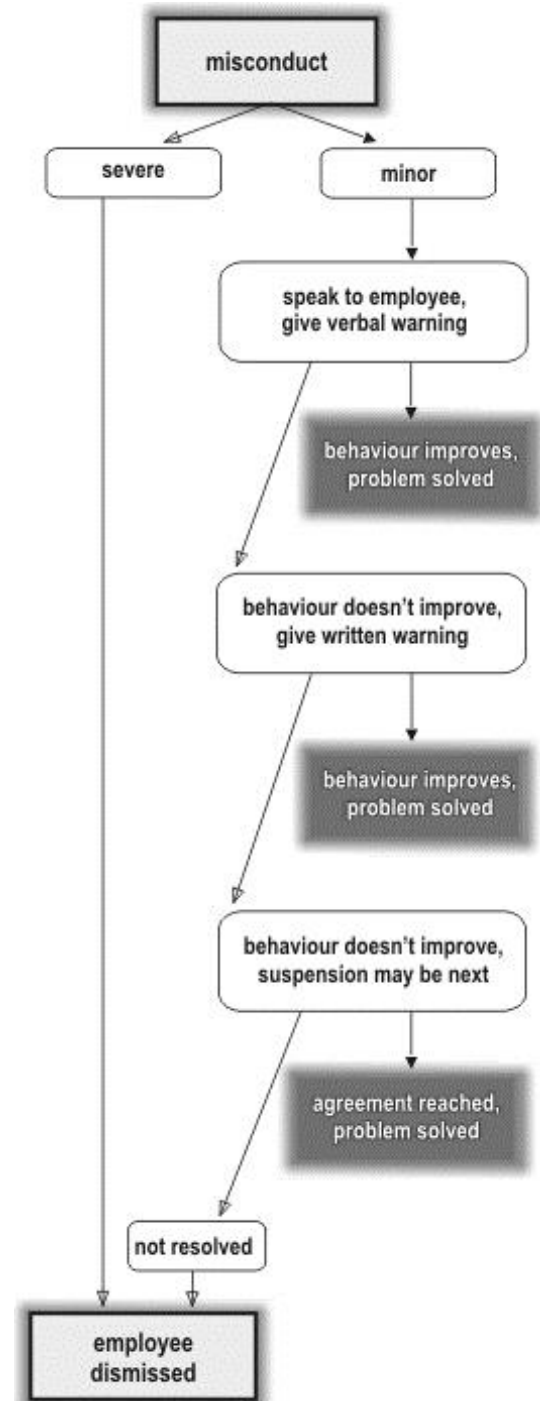 misconduct
severe
minor
speak to employee,
give verbal warning
behaviour improves,
problem solved
behaviour doesn't improve,
give written warning
behaviour improves,
problem solved
behaviour doesn't improve,
suspension may be next
agreement reached,
problem solved
not resolved
employee
dismissed